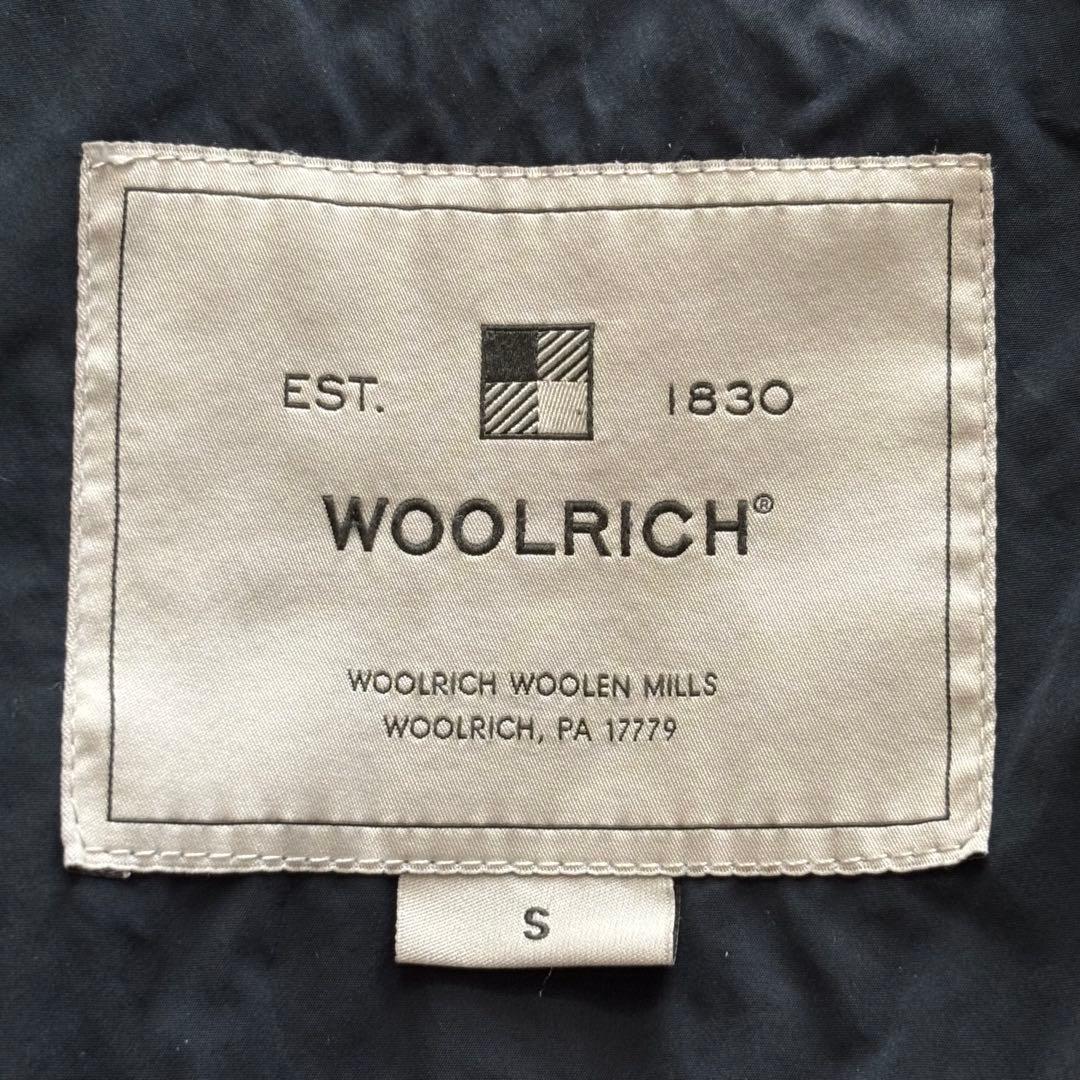 EST. 1830
WOOLRICH®
WOOLRICH WOOLEN MILLS
WOOLRICH, PA 17779
S